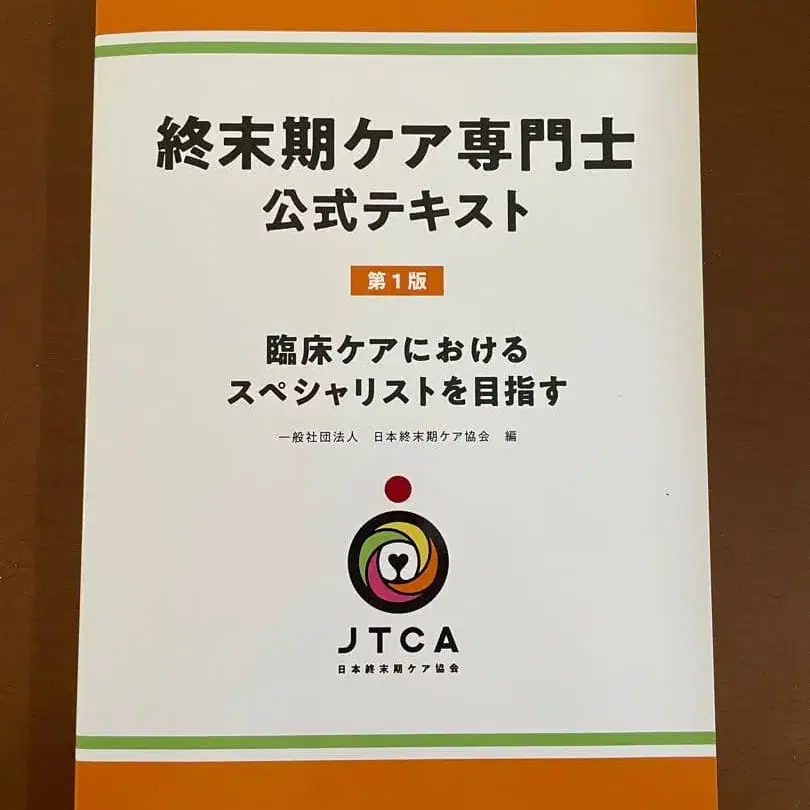 終末期ケア専門士
公式テキスト
第1版
臨床ケアにおける
スペシャリストを目指す
一般社団法人 日本終末期ケア協会 編
JTCA
日本終末期ケア協会